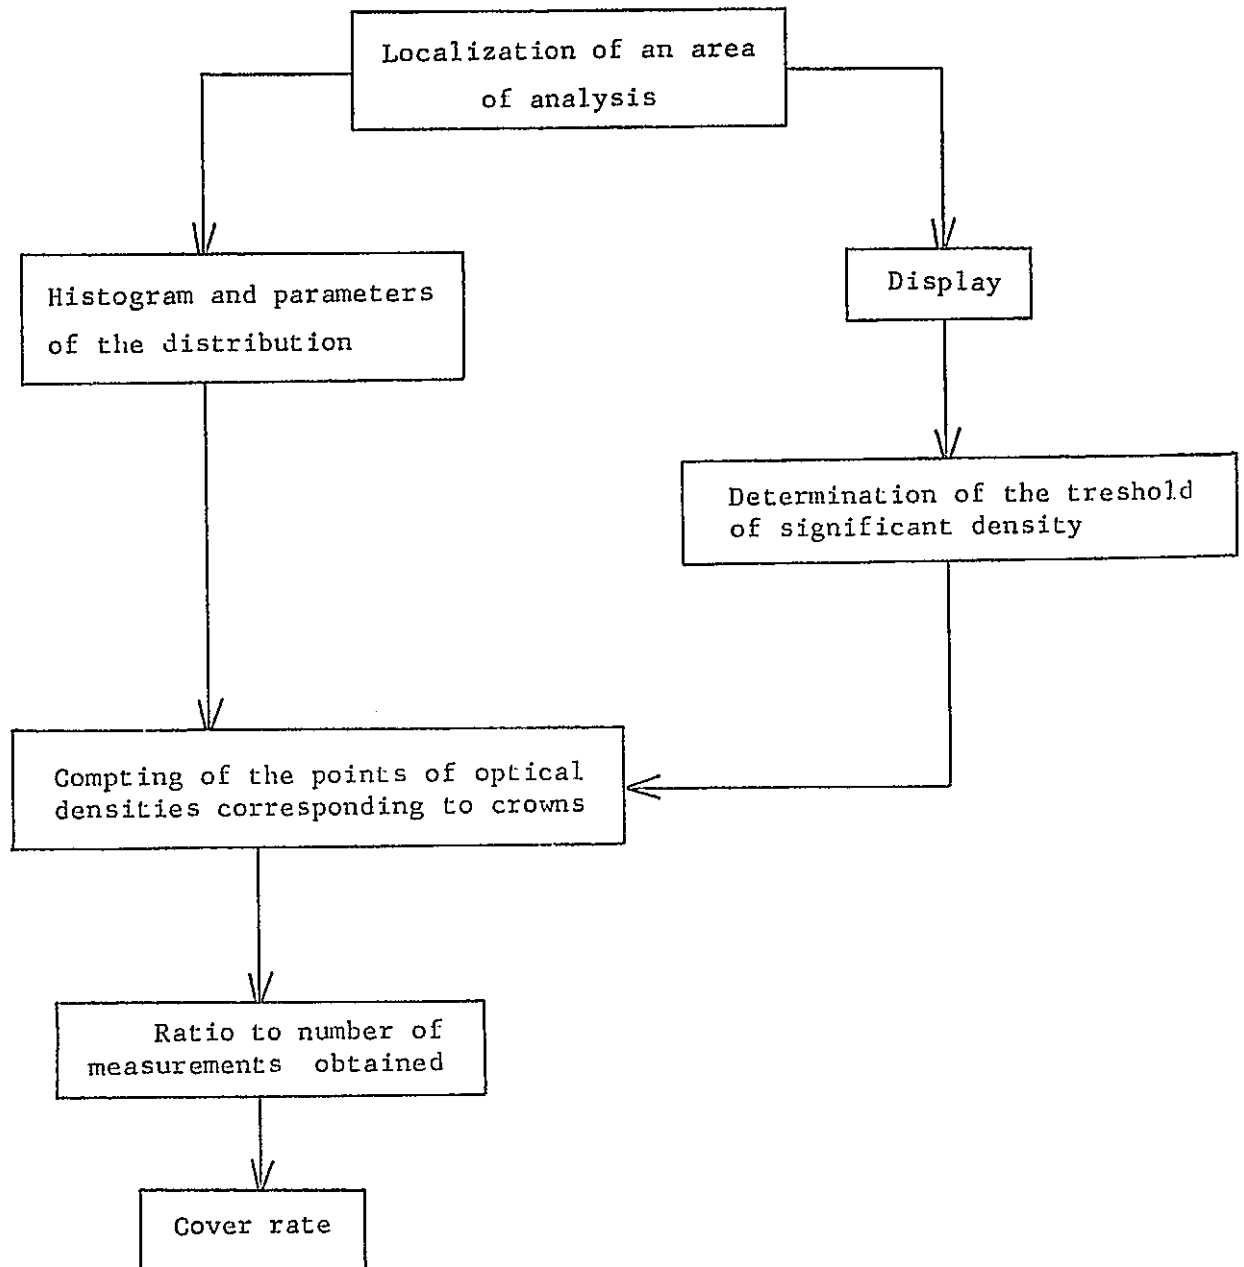 Localization of an area
of analysis
Histogram and parameters
of the distribution
Display
Determination of the treshold
of significant density
Compting of the points of optical
densities corresponding to crowns
Ratio to number of
measurements obtained
Cover rate